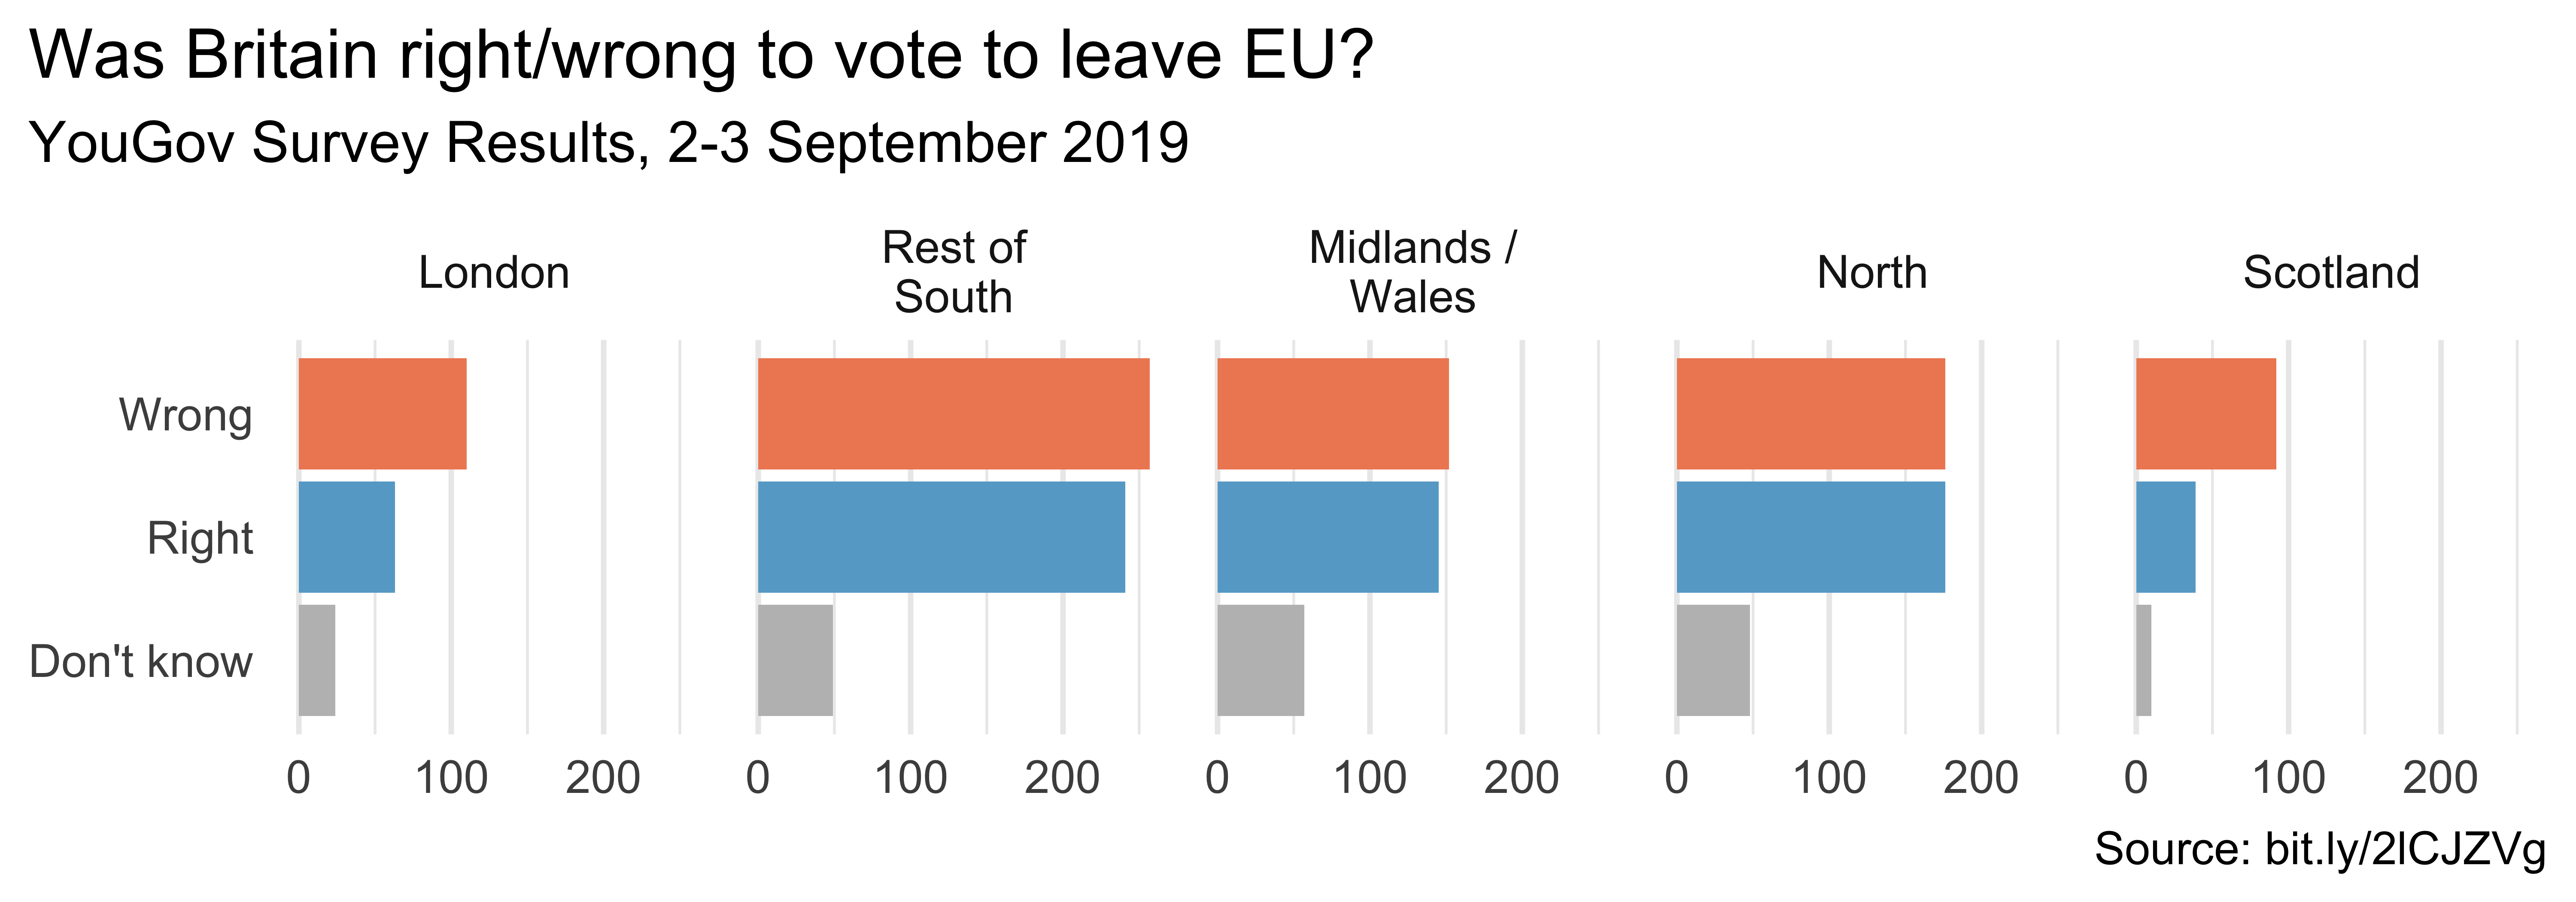 Was Britain right/wrong to vote to leave EU?
YouGov Survey Results, 2-3 September 2019
London
Rest of
South
Midlands /
Wales
North
Scotland
Wrong
Right
Don't know
0 100 200 0 100 200 0 100 200 0 100 200 0 100 200
Source: bit.ly/2lCJZVg